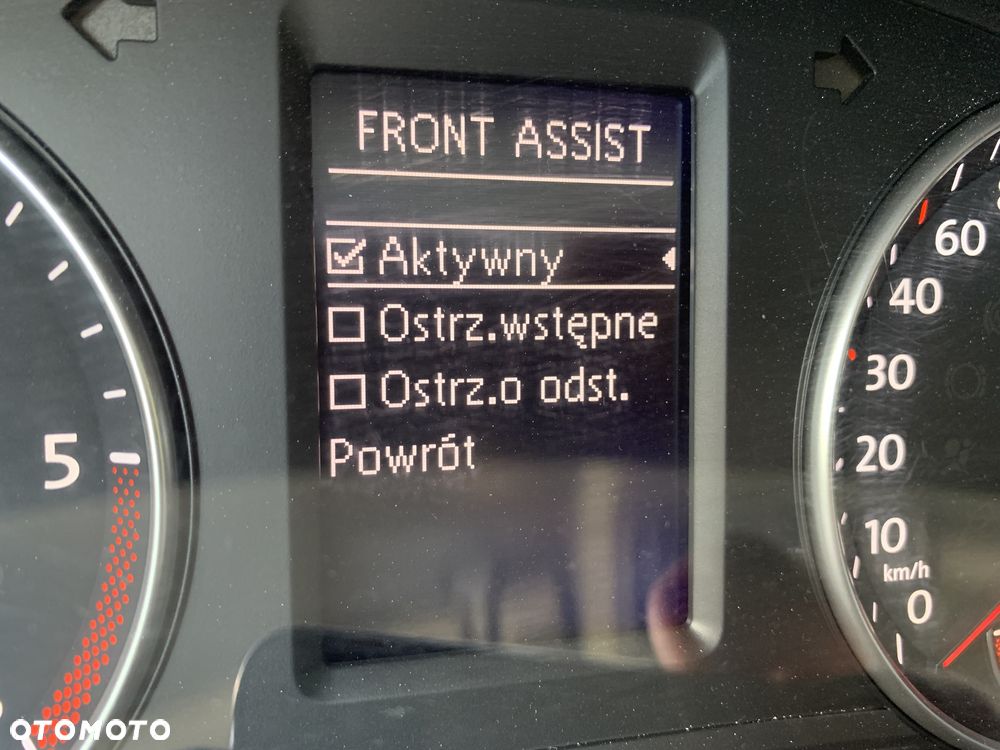 FRONT ASSIST
Aktywny
Ostrz.wstępne
Ostrz.o odst.
Powrót
5
60
40
30
20
10
km/h
0
OTOMOTO